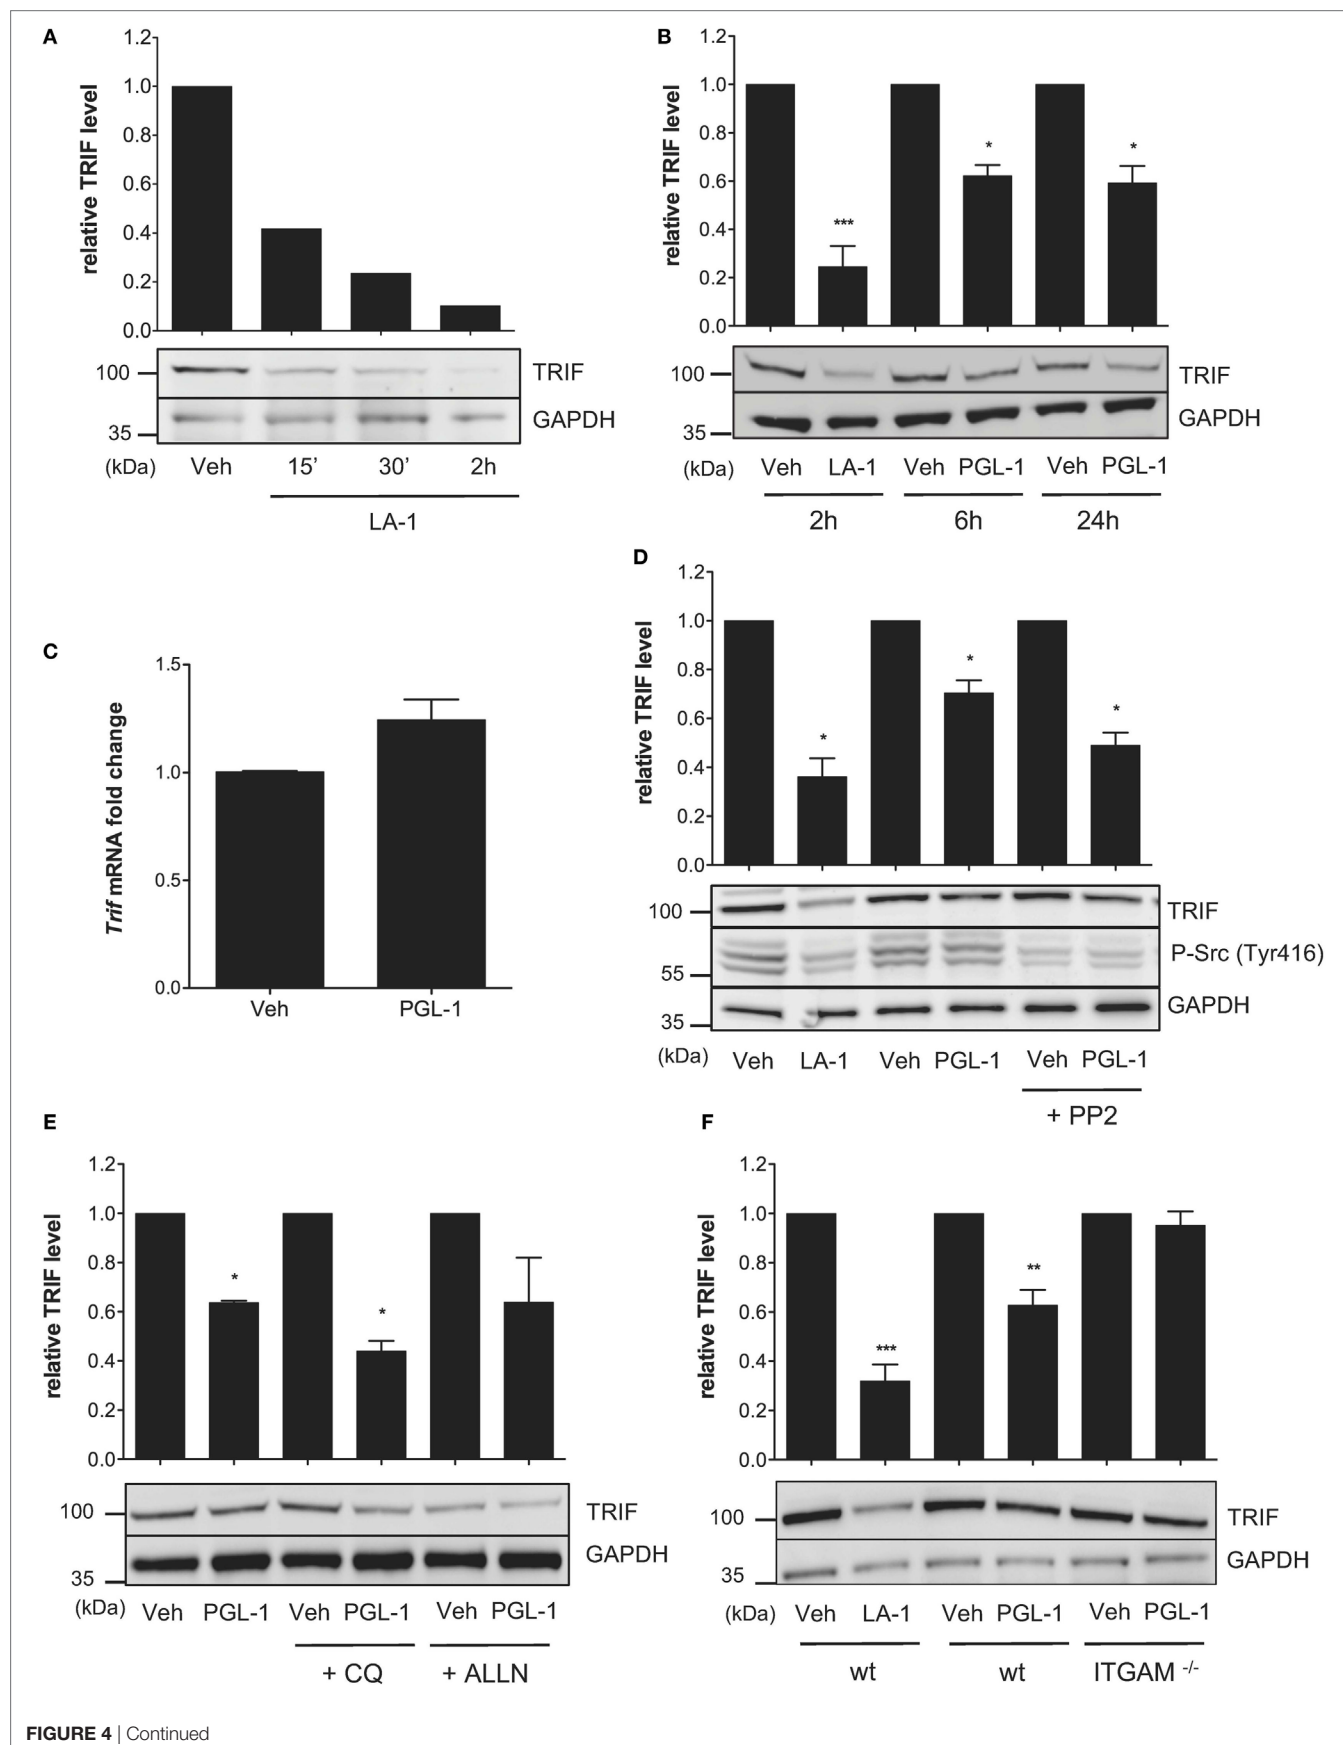 A
relative TRIF level
1.2
1.0
0.8
0.6
0.4
0.2
0.0
100
TRIF
35
GAPDH
(kDa) Veh 15' 30' 2h
LA-1
B
relative TRIF level
1.2
1.0
0.8
0.6
0.4
0.2
0.0
*** * *
100
TRIF
GAPDH
35
(kDa) Veh LA-1 Veh PGL-1 Veh PGL-1
2h 6h 24h
C
Trif mRNA fold change
1.5
1.0
0.5
0.0
Veh PGL-1
D
relative TRIF level
1.2
1.0
0.8
0.6
0.4
0.2
0.0
* * *
100
TRIF
P-Src (Tyr416)
55
GAPDH
35
(kDa) Veh LA-1 Veh PGL-1 Veh PGL-1
+ PP2
E
relative TRIF level
1.2
1.0
0.8
0.6
0.4
0.2
0.0
* *
100
TRIF
GAPDH
35
(kDa) Veh PGL-1 Veh PGL-1 Veh PGL-1
+ CQ + ALLN
F
relative TRIF level
1.2
1.0
0.8
0.6
0.4
0.2
0.0
*** **
100
TRIF
GAPDH
35
(kDa) Veh LA-1 Veh PGL-1 Veh PGL-1
wt wt ITGAM -/-
FIGURE 4 | Continued